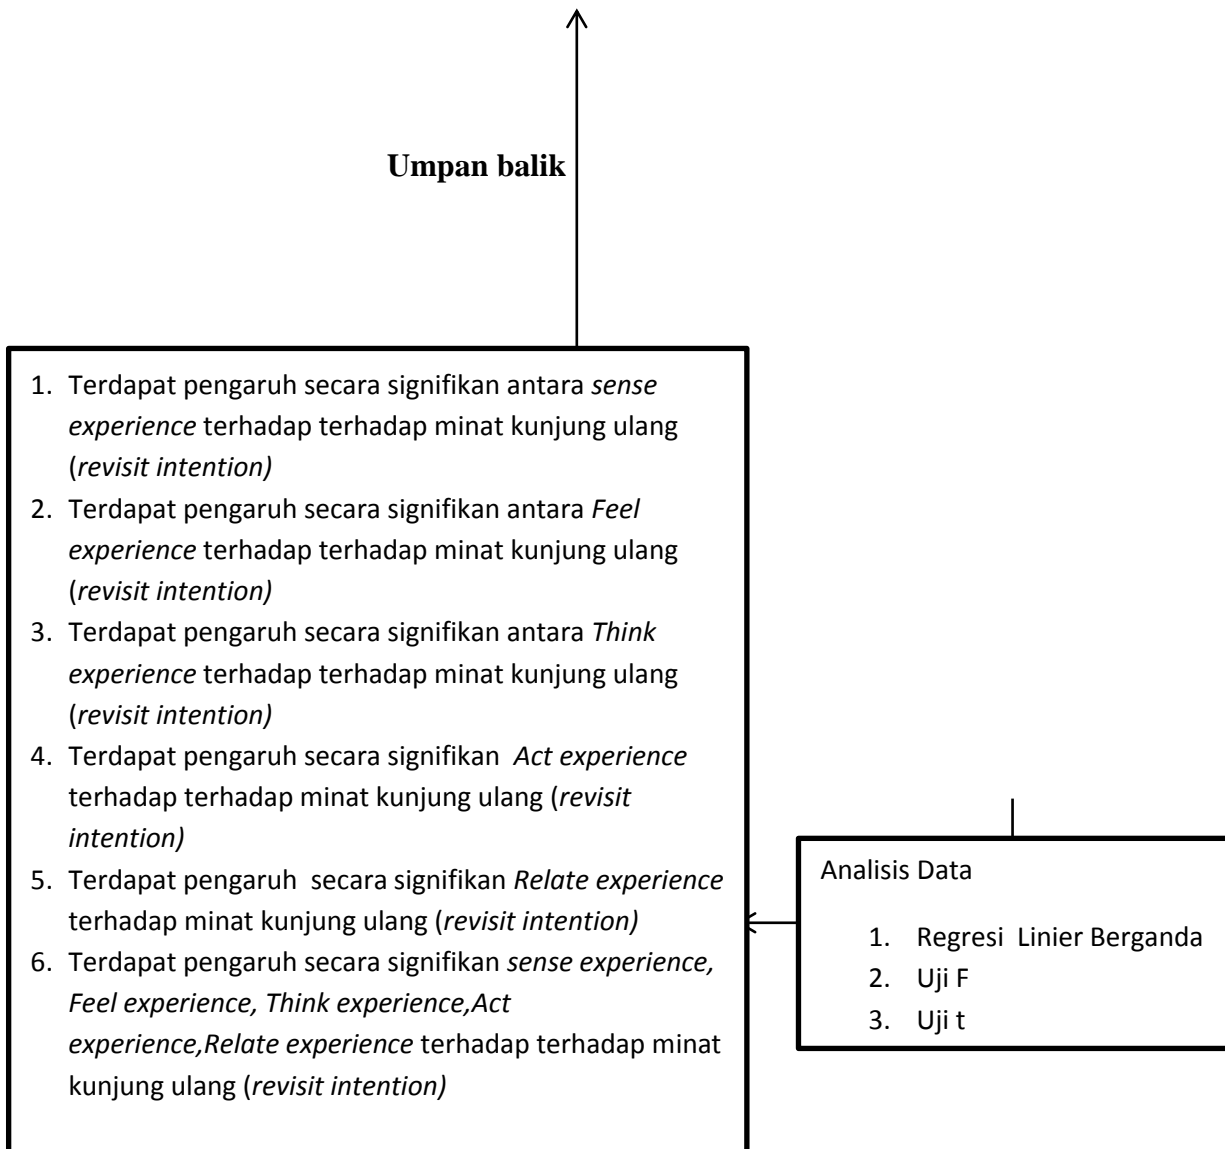 Umpan balik
1. Terdapat pengaruh secara signifikan antara sense
experience terhadap terhadap minat kunjung ulang
(revisit intention)
2. Terdapat pengaruh secara signifikan antara Feel
experience terhadap terhadap minat kunjung ulang
(revisit intention)
3. Terdapat pengaruh secara signifikan antara Think
experience terhadap terhadap minat kunjung ulang
(revisit intention)
4. Terdapat pengaruh secara signifikan  Act experience
terhadap terhadap minat kunjung ulang (revisit
intention)
5. Terdapat pengaruh  secara signifikan Relate experience
terhadap minat kunjung ulang (revisit intention)
6. Terdapat pengaruh secara signifikan sense experience,
Feel experience, Think experience,Act
experience,Relate experience terhadap terhadap minat
kunjung ulang (revisit intention)
Analisis Data
1. Regresi  Linier Berganda
2. Uji F
3. Uji t